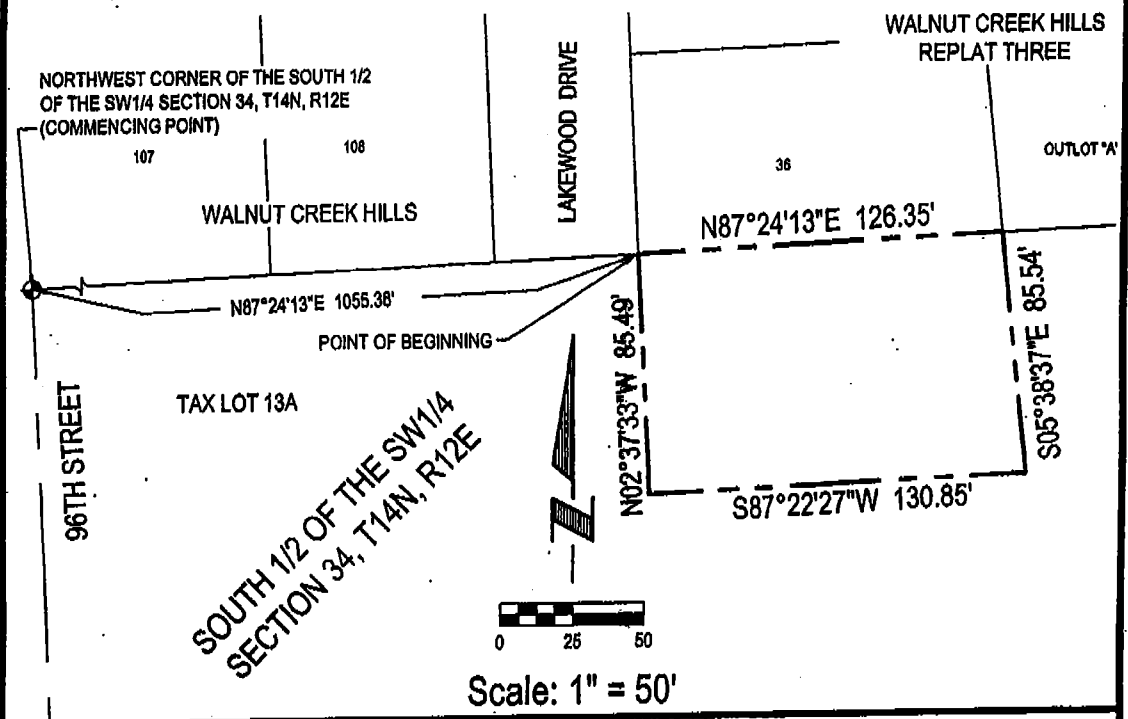 WALNUT CREEK HILLS
REPLAT THREE
NORTHWEST CORNER OF THE SOUTH 1/2
OF THE SW1/4 SECTION 34, T14N, R12E
(COMMENCING POINT)
107
108
LAKEWOOD DRIVE
36
OUTLOT "A"
WALNUT CREEK HILLS
N87°24'13"E 126.35'
N87°24'13"E 1055.38'
POINT OF BEGINNING
N02°37'33"W 85.49'
S05°38'37"E 85.54'
S87°22'27"W 130.85'
96TH STREET
TAX LOT 13A
SOUTH 1/2 OF THE SW1/4
SECTION 34, T14N, R12E
N
0 25 50
Scale: 1" = 50'